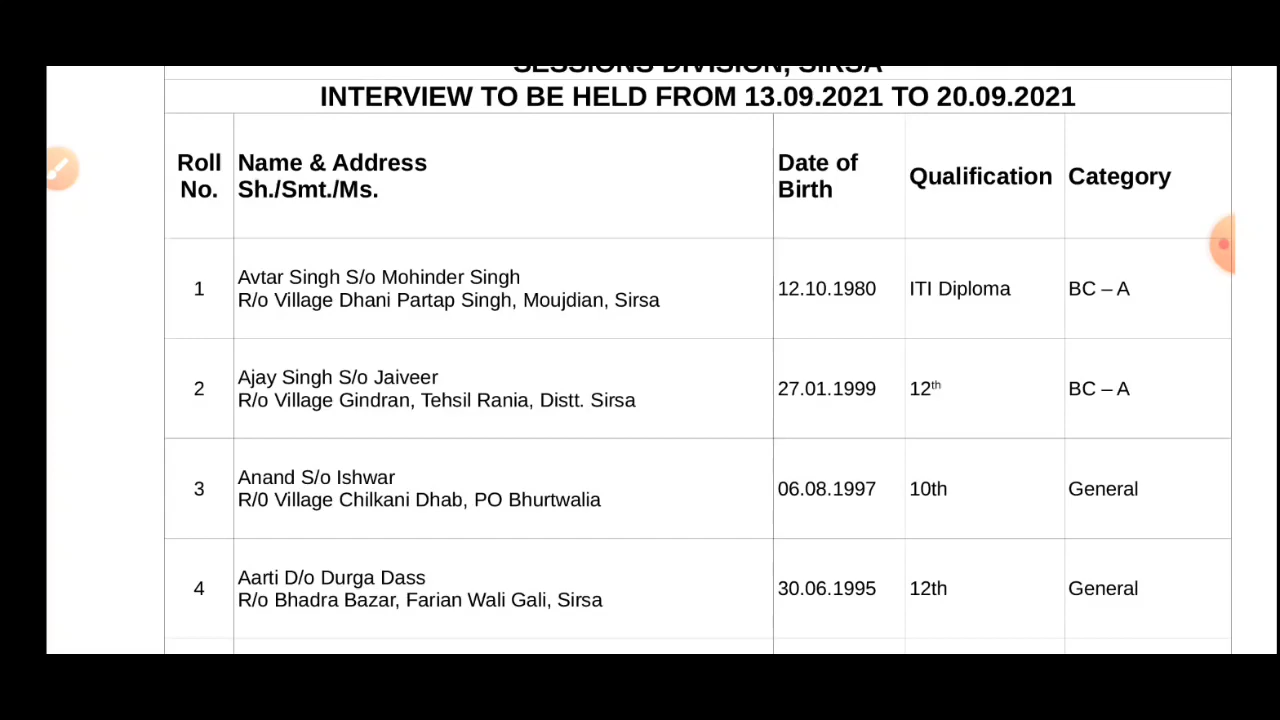 SESSIONS DIVISION, SIRSA
INTERVIEW TO BE HELD FROM 13.09.2021 TO 20.09.2021
Roll No. Name & Address Sh./Smt./Ms. Date of Birth Qualification Category
1 Avtar Singh S/o Mohinder Singh
R/o Village Dhani Partap Singh, Moujdian, Sirsa 12.10.1980 ITI Diploma BC – A
2 Ajay Singh S/o Jaiveer
R/o Village Gindran, Tehsil Rania, Distt. Sirsa 27.01.1999 12th BC – A
3 Anand S/o Ishwar
R/0 Village Chilkani Dhab, PO Bhurtwalia 06.08.1997 10th General
4 Aarti D/o Durga Dass
R/o Bhadra Bazar, Farian Wali Gali, Sirsa 30.06.1995 12th General